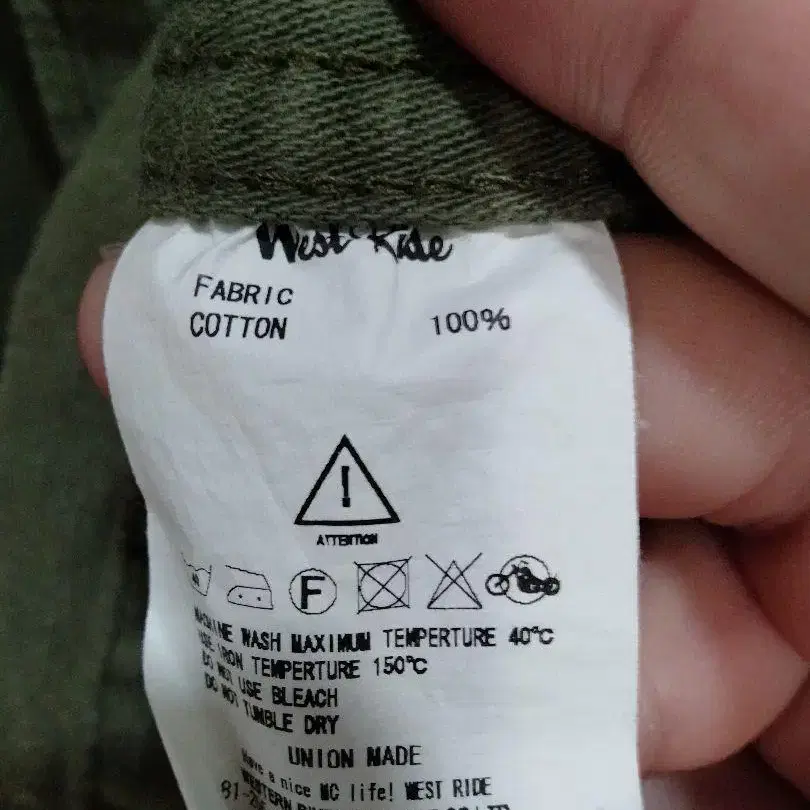 West Ride
FABRIC
COTTON 100%
!
ATTENTION
F
MACHINE WASH MAXIMUM TEMPERTURE 40℃
USE IRON TEMPERTURE 150℃
DO NOT USE BLEACH
DO NOT TUMBLE DRY
UNION MADE
Have a nice MC life! WEST RIDE
WESTERN